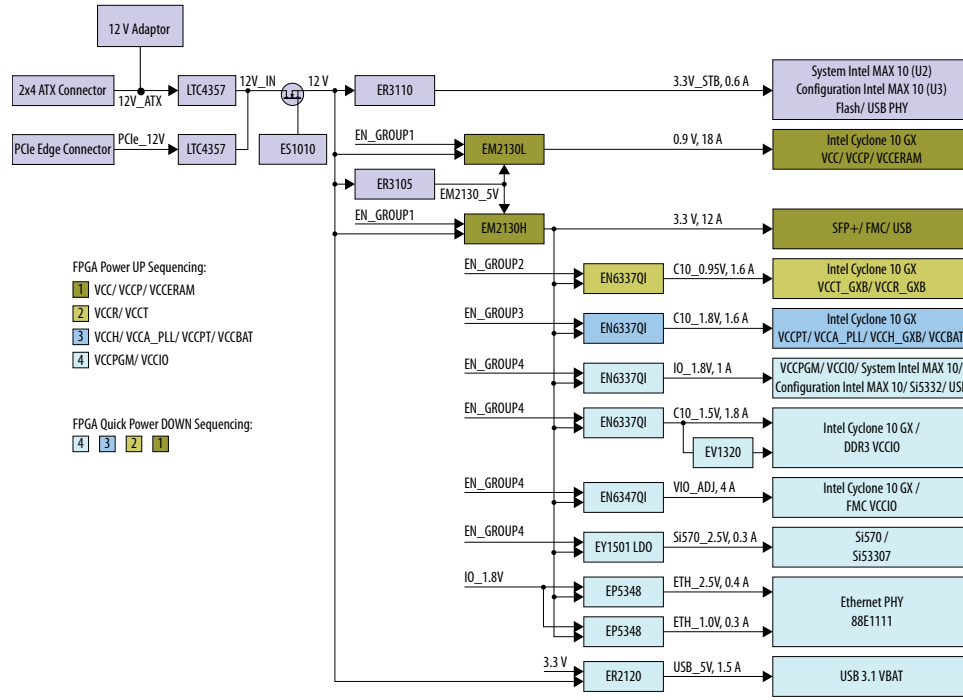 12 V Adaptor
2x4 ATX Connector
12V_ATX
LTC4357
12V_IN
12 V
ER3110
3.3V_STB, 0.6 A
System Intel MAX 10 (U2)
Configuration Intel MAX 10 (U3)
Flash/ USB PHY
PCIe Edge Connector
PCIe_12V
LTC4357
ES1010
EN_GROUP1
EM2130L
0.9 V, 18 A
Intel Cyclone 10 GX
VCC/ VCCP/ VCCERAM
ER3105
EM2130_5V
EN_GROUP1
EM2130H
3.3 V, 12 A
SFP+/ FMC/ USB
FPGA Power UP Sequencing:
1 VCC/ VCCP/ VCCERAM
2 VCCR/ VCCT
3 VCCH/ VCCA_PLL/ VCCPT/ VCCBAT
4 VCCPGM/ VCCIO
FPGA Quick Power DOWN Sequencing:
4 3 2 1
EN_GROUP2
EN6337QI
C10_0.95V, 1.6 A
Intel Cyclone 10 GX
VCCT_GXB/ VCCR_GXB
EN_GROUP3
EN6337QI
C10_1.8V, 1.6 A
Intel Cyclone 10 GX
VCCPT/ VCCA_PLL/ VCCH_GXB/ VCCBAT
EN_GROUP4
EN6337QI
IO_1.8V, 1 A
VCCPGM/ VCCIO/ System Intel MAX 10/
Configuration Intel MAX 10/ Si5332/ USB
EN_GROUP4
EN6337QI
C10_1.5V, 1.8 A
EV1320
Intel Cyclone 10 GX /
DDR3 VCCIO
EN_GROUP4
EN6347QI
VIO_ADJ, 4 A
Intel Cyclone 10 GX /
FMC VCCIO
EN_GROUP4
EY1501 LDO
Si570_2.5V, 0.3 A
Si570 /
Si53307
IO_1.8V
EP5348
ETH_2.5V, 0.4 A
EP5348
ETH_1.0V, 0.3 A
Ethernet PHY
88E1111
3.3 V
ER2120
USB_5V, 1.5 A
USB 3.1 VBAT